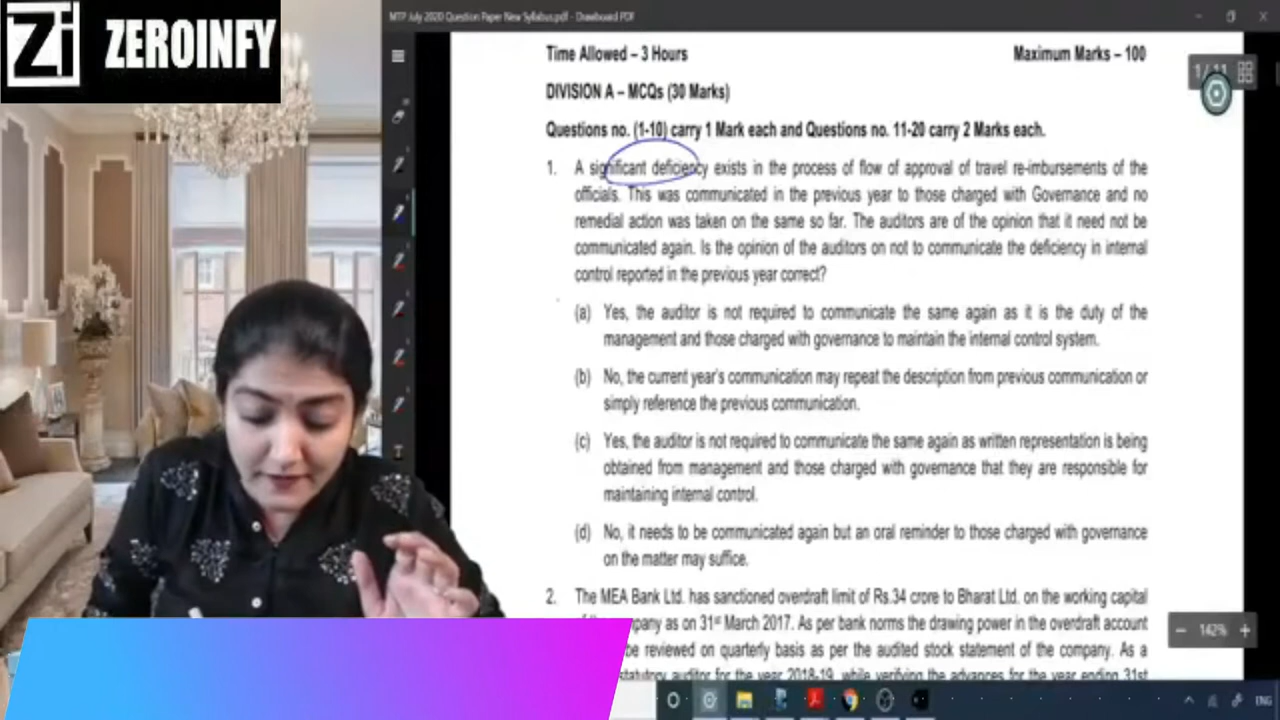 Zi ZEROINFY
MTP July 2020 Question Paper New Syllabus.pdf - Drawboard PDF
Time Allowed – 3 Hours Maximum Marks – 100
1 / 11
DIVISION A – MCQs (30 Marks)
Questions no. (1-10) carry 1 Mark each and Questions no. 11-20 carry 2 Marks each.
1. A significant deficiency exists in the process of flow of approval of travel re-imbursements of the
officials. This was communicated in the previous year to those charged with Governance and no
remedial action was taken on the same so far. The auditors are of the opinion that it need not be
communicated again. Is the opinion of the auditors on not to communicate the deficiency in internal
control reported in the previous year correct?
(a) Yes, the auditor is not required to communicate the same again as it is the duty of the
management and those charged with governance to maintain the internal control system.
(b) No, the current year's communication may repeat the description from previous communication or
simply reference the previous communication.
(c) Yes, the auditor is not required to communicate the same again as written representation is being
obtained from management and those charged with governance that they are responsible for
maintaining internal control.
(d) No, it needs to be communicated again but an oral reminder to those charged with governance
on the matter may suffice.
2. The MEA Bank Ltd. has sanctioned overdraft limit of Rs.34 crore to Bharat Ltd. on the working capital
company as on 31st March 2017. As per bank norms the drawing power in the overdraft account
be reviewed on quarterly basis as per the audited stock statement of the company. As a
statutory auditor for the year 2018-19, while verifying the advances for the year ending 31st
142%
ENG